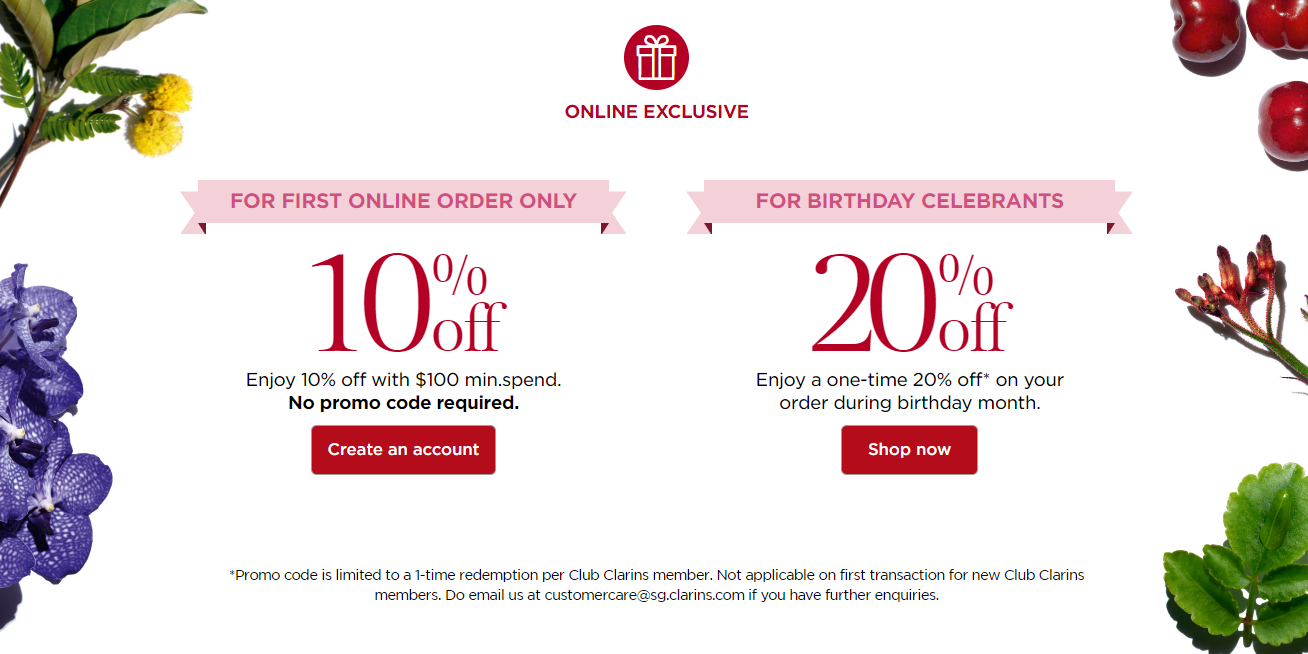 ONLINE EXCLUSIVE
FOR FIRST ONLINE ORDER ONLY
10% off
Enjoy 10% off with $100 min.spend.
No promo code required.
Create an account
FOR BIRTHDAY CELEBRANTS
20% off
Enjoy a one-time 20% off* on your
order during birthday month.
Shop now
*Promo code is limited to a 1-time redemption per Club Clarins member. Not applicable on first transaction for new Club Clarins
members. Do email us at customercare@sg.clarins.com if you have further enquiries.